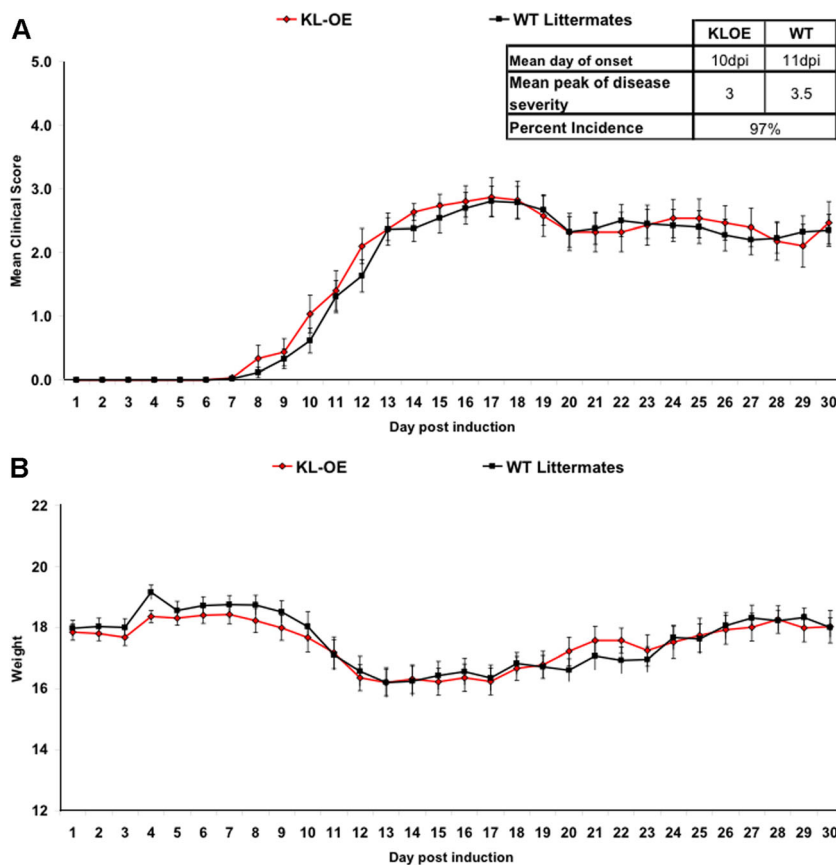 A
KL-OE WT Littermates
KLOE WT
Mean day of onset 10dpi 11dpi
Mean peak of disease
severity 3 3.5
Percent Incidence 97%
5.0
4.0
3.0
2.0
1.0
0.0
Mean Clinical Score
1 2 3 4 5 6 7 8 9 10 11 12 13 14 15 16 17 18 19 20 21 22 23 24 25 26 27 28 29 30
Day post induction
B
KL-OE WT Littermates
22
20
18
16
14
12
Weight
1 2 3 4 5 6 7 8 9 10 11 12 13 14 15 16 17 18 19 20 21 22 23 24 25 26 27 28 29 30
Day post induction